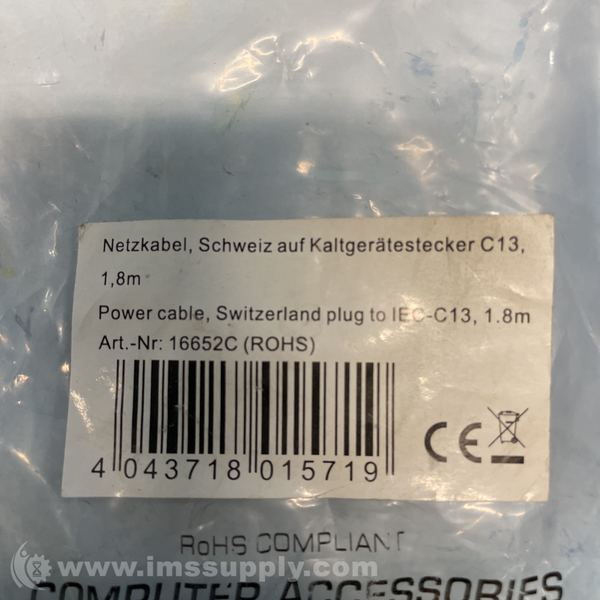 Netzkabel, Schweiz auf Kaltgerätestecker C13,
1,8m
Power cable, Switzerland plug to IEC-C13, 1.8m
Art.-Nr: 16652C (ROHS)
4 043718 015719
CE
RoHS COMPLIANT
www.imssupply.com
COMPUTER ACCESSORIES